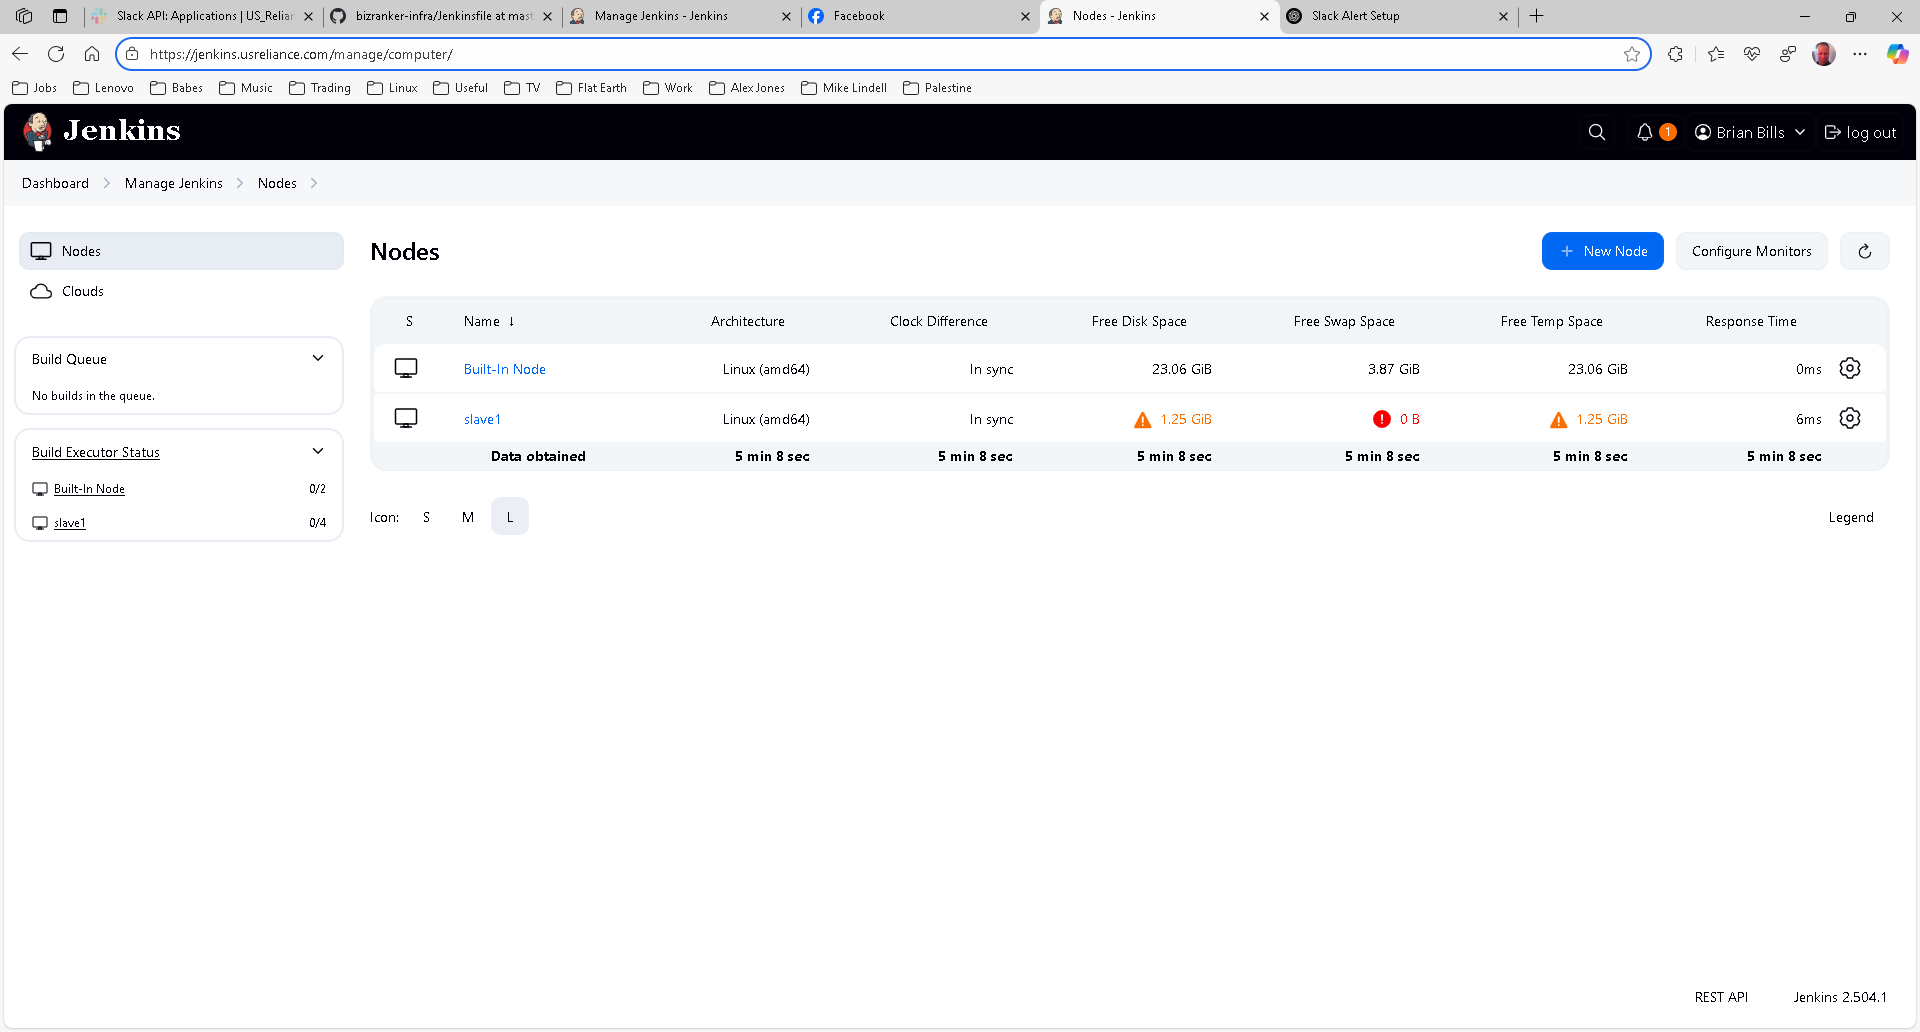 Slack API: Applications | US_Relian
bizranker-infra/Jenkinsfile at mast
Manage Jenkins - Jenkins
Facebook
Nodes - Jenkins
Slack Alert Setup
https://jenkins.usreliance.com/manage/computer/
Jobs Lenovo Babes Music Trading Linux Useful TV Flat Earth Work Alex Jones Mike Lindell Palestine
Jenkins
1 Brian Bills log out
Dashboard Manage Jenkins Nodes
Nodes
Clouds
Build Queue
No builds in the queue.
Build Executor Status
Built-In Node 0/2
slave1 0/4
Nodes
New Node Configure Monitors
S Name ↓ Architecture Clock Difference Free Disk Space Free Swap Space Free Temp Space Response Time
Built-In Node Linux (amd64) In sync 23.06 GiB 3.87 GiB 23.06 GiB 0ms
slave1 Linux (amd64) In sync 1.25 GiB 0 B 1.25 GiB 6ms
Data obtained 5 min 8 sec 5 min 8 sec 5 min 8 sec 5 min 8 sec 5 min 8 sec 5 min 8 sec
Icon: S M L Legend
REST API Jenkins 2.504.1